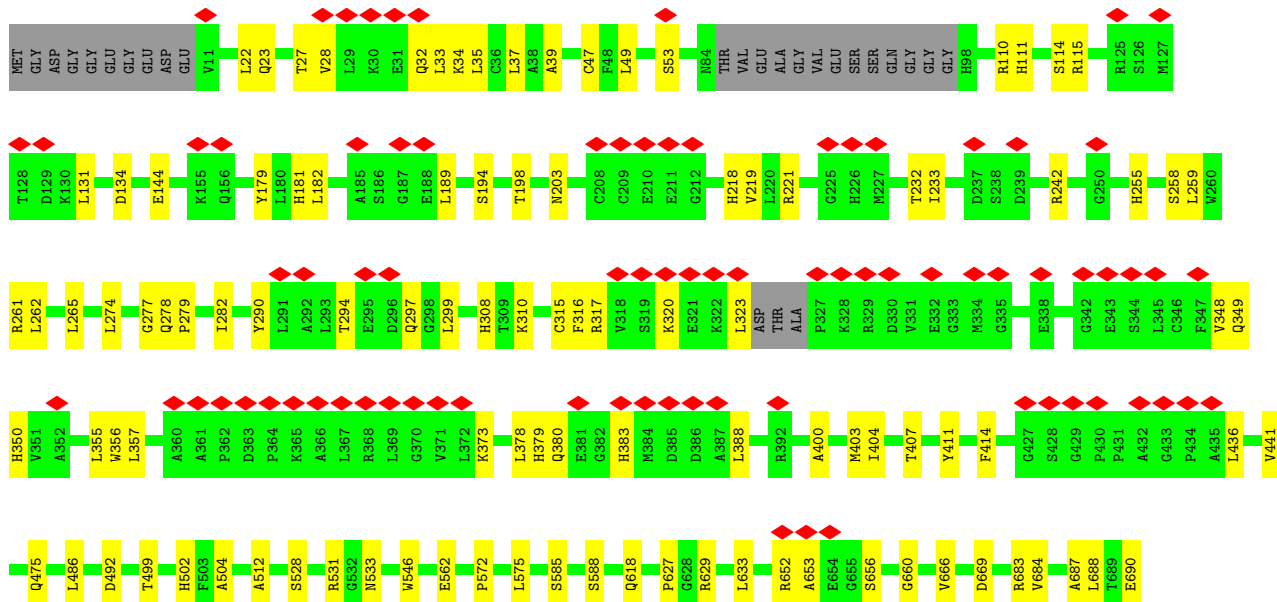 MET GLY ASP GLY GLY GLU GLY GLU ASP GLU V11 L22 Q23 T27 V28 L29 K30 E31 Q32 L33 K34 L35 C36 L37 A38 A39 C47 F48 L49 S53 N84 THR VAL GLU ALA GLY VAL GLU SER SER GLN GLY GLY GLY H98 R110 H111 S114 R115 R125 S126 M127
T128 D129 K130 L131 D134 E144 K155 Q156 Y179 L180 H181 L182 A185 S186 G187 E188 L189 S194 T198 N203 C208 C209 E210 E211 G212 H218 V219 L220 R221 G225 H226 M227 T232 I233 D237 S238 D239 R242 G250 H255 S258 L259 W260
R261 L262 L265 L274 G277 Q278 P279 I282 Y290 L291 A292 L293 T294 E295 D296 Q297 G298 L299 H308 T309 K310 C315 F316 R317 V318 S319 K320 E321 K322 L323 ASP THR ALA P327 K328 R329 D330 V331 E332 G333 M334 G335 E338 G342 E343 S344 L345 C346 F347 V348 Q349
H350 V351 A352 L355 W356 L357 A360 A361 P362 D363 P364 K365 A366 L367 R368 L369 G370 V371 L372 K373 L378 H379 Q380 E381 G382 H383 M384 D385 D386 A387 L388 R392 A400 M403 I404 T407 Y411 F414 G427 S428 G429 P430 P431 A432 G433 P434 A435 L436 V441
Q475 L486 D492 T499 H502 F503 A504 A512 S528 R531 G532 N533 W546 E562 P572 L575 S585 S588 Q618 P627 G628 R629 L633 R652 A653 E654 G655 S656 G660 V666 D669 R683 V684 A687 L688 T689 E690